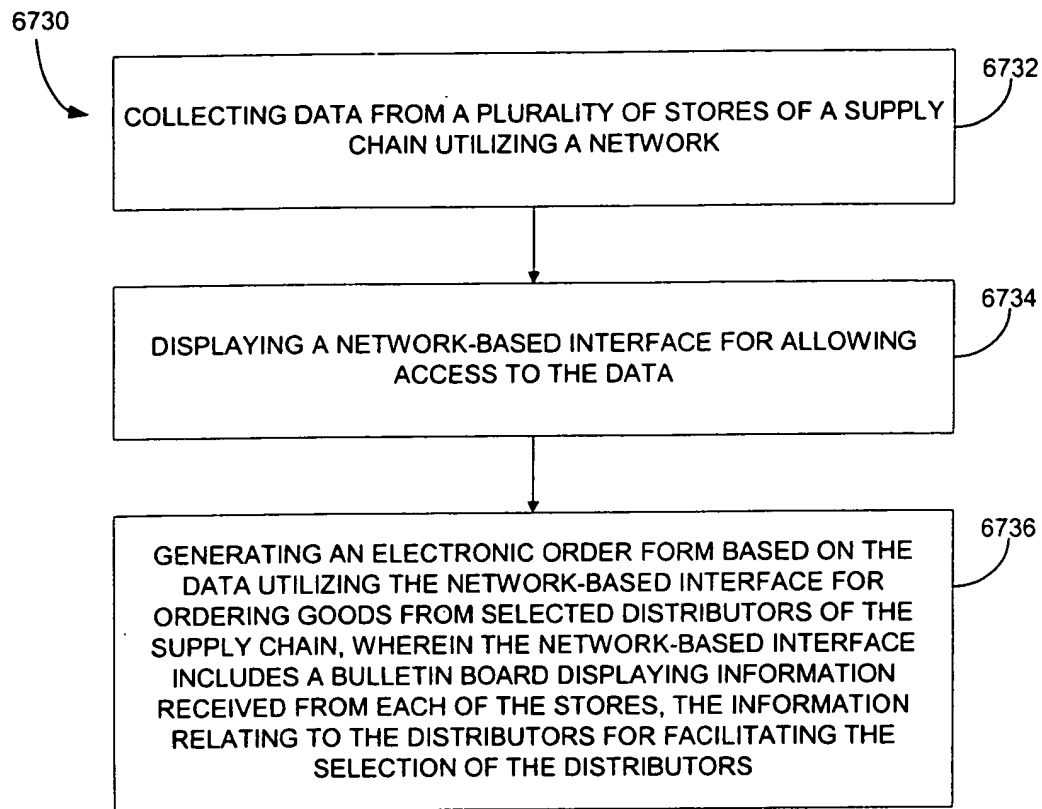 6730
6732
COLLECTING DATA FROM A PLURALITY OF STORES OF A SUPPLY
CHAIN UTILIZING A NETWORK
6734
DISPLAYING A NETWORK-BASED INTERFACE FOR ALLOWING
ACCESS TO THE DATA
6736
GENERATING AN ELECTRONIC ORDER FORM BASED ON THE
DATA UTILIZING THE NETWORK-BASED INTERFACE FOR
ORDERING GOODS FROM SELECTED DISTRIBUTORS OF THE
SUPPLY CHAIN, WHEREIN THE NETWORK-BASED INTERFACE
INCLUDES A BULLETIN BOARD DISPLAYING INFORMATION
RECEIVED FROM EACH OF THE STORES, THE INFORMATION
RELATING TO THE DISTRIBUTORS FOR FACILITATING THE
SELECTION OF THE DISTRIBUTORS